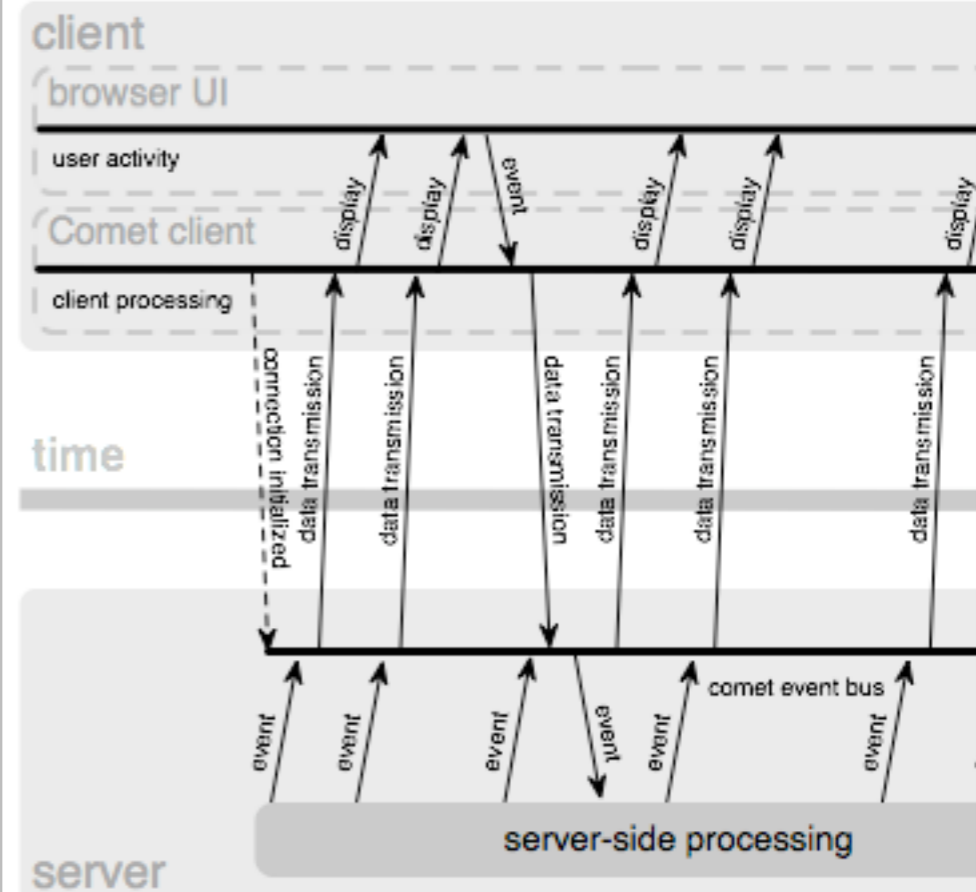 client
browser UI
user activity
display
display
event
display
display
display
Comet client
client processing
connection initialized
data transmission
data transmission
data transmission
data transmission
data transmission
data transmission
time
comet event bus
event
event
event
event
event
event
server-side processing
server